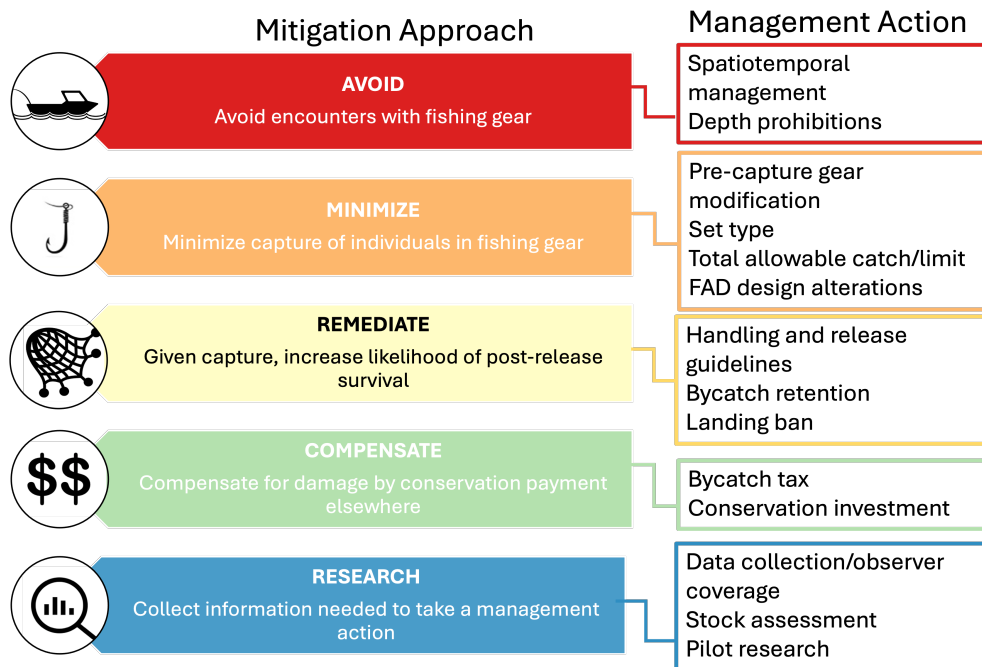 Mitigation Approach
Management Action
AVOID
Avoid encounters with fishing gear
Spatiotemporal
management
Depth prohibitions
MINIMIZE
Minimize capture of individuals in fishing gear
Pre-capture gear
modification
Set type
Total allowable catch/limit
FAD design alterations
REMEDIATE
Given capture, increase likelihood of post-release
survival
Handling and release
guidelines
Bycatch retention
Landing ban
$$
COMPENSATE
Compensate for damage by conservation payment
elsewhere
Bycatch tax
Conservation investment
RESEARCH
Collect information needed to take a management
action
Data collection/observer
coverage
Stock assessment
Pilot research